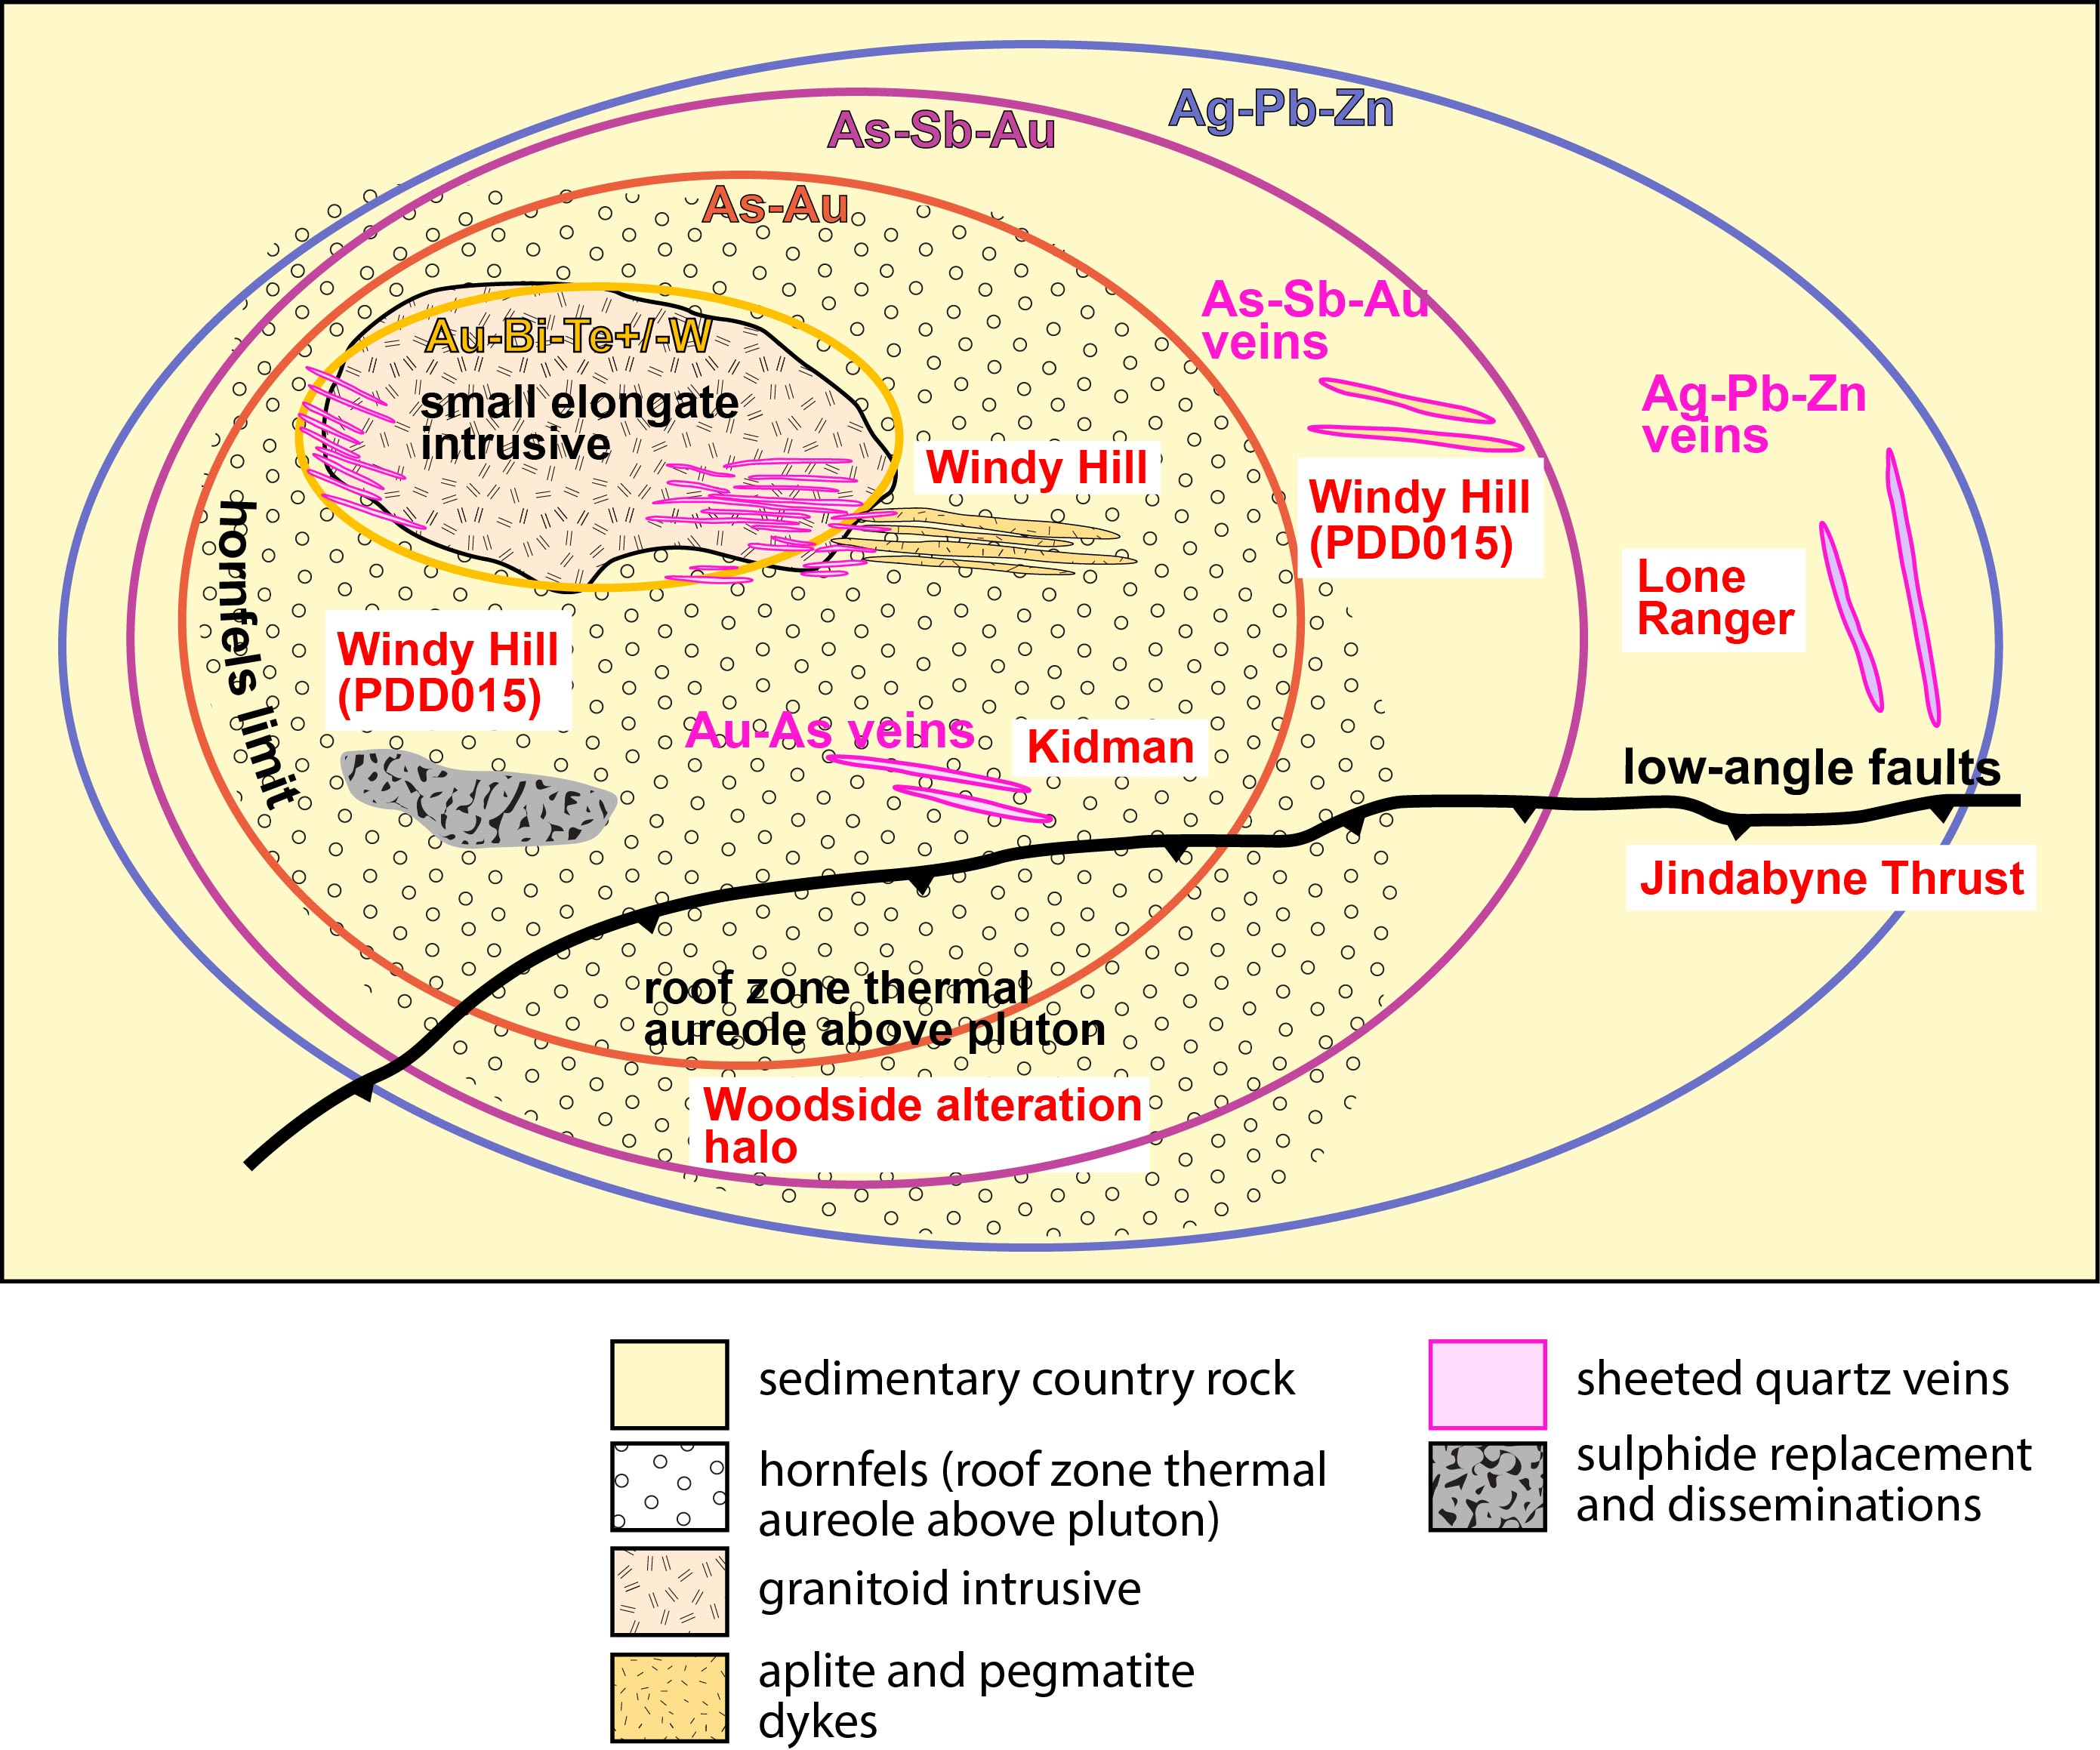 Ag-Pb-Zn
As-Sb-Au
As-Au
As-Sb-Au
veins
Au-Bi-Te+/-W
small elongate
intrusive
Ag-Pb-Zn
veins
Windy Hill
Windy Hill
(PDD015)
hornfels limit
Lone
Ranger
Windy Hill
(PDD015)
Au-As veins
Kidman
low-angle faults
Jindabyne Thrust
roof zone thermal
aureole above pluton
Woodside alteration
halo
sedimentary country rock
hornfels (roof zone thermal
aureole above pluton)
granitoid intrusive
aplite and pegmatite
dykes
sheeted quartz veins
sulphide replacement
and disseminations